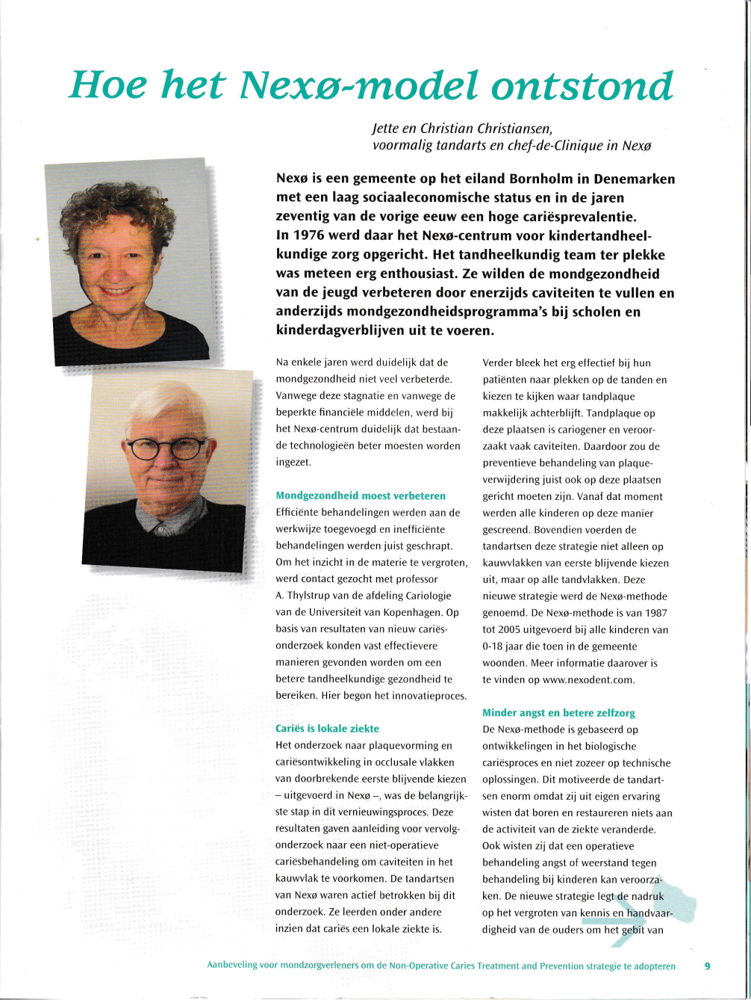 Hoe het Nexø-model ontstond
Jette en Christian Christiansen,
voormalig tandarts en chef-de-Clinique in Nexø
Nexø is een gemeente op het eiland Bornholm in Denemarken
met een laag sociaaleconomische status en in de jaren
zeventig van de vorige eeuw een hoge cariësprevalentie.
In 1976 werd daar het Nexø-centrum voor kindertandheel-
kundige zorg opgericht. Het tandheelkundig team ter plekke
was meteen erg enthousiast. Ze wilden de mondgezondheid
van de jeugd verbeteren door enerzijds caviteiten te vullen en
anderzijds mondgezondheidsprogramma's bij scholen en
kinderdagverblijven uit te voeren.
Na enkele jaren werd duidelijk dat de
mondgezondheid niet veel verbeterde.
Vanwege deze stagnatie en vanwege de
beperkte financiële middelen, werd bij
het Nexø-centrum duidelijk dat bestaan-
de technologieën beter moesten worden
ingezet.
Mondgezondheid moest verbeteren
Efficiënte behandelingen werden aan de
werkwijze toegevoegd en inefficiënte
behandelingen werden juist geschrapt.
Om het inzicht in de materie te vergroten,
werd contact gezocht met professor
A. Thylstrup van de afdeling Cariologie
van de Universiteit van Kopenhagen. Op
basis van resultaten van nieuw cariës-
onderzoek konden vast effectievere
manieren gevonden worden om een
betere tandheelkundige gezondheid te
bereiken. Hier begon het innovatieproces.
Cariës is lokale ziekte
Het onderzoek naar plaquevorming en
cariësontwikkeling in occlusale vlakken
van doorbrekende eerste blijvende kiezen
– uitgevoerd in Nexø –, was de belangrijk-
ste stap in dit vernieuwingsproces. Deze
resultaten gaven aanleiding voor vervolg-
onderzoek naar een niet-operatieve
cariësbehandeling om caviteiten in het
kauwvlak te voorkomen. De tandartsen
van Nexø waren actief betrokken bij dit
onderzoek. Ze leerden onder andere
inzien dat cariës een lokale ziekte is.
Verder bleek het erg effectief bij hun
patiënten naar plekken op de tanden en
kiezen te kijken waar tandplaque
makkelijk achterblijft. Tandplaque op
deze plaatsen is cariogener en veroor-
zaakt vaak caviteiten. Daardoor zou de
preventieve behandeling van plaque-
verwijdering juist ook op deze plaatsen
gericht moeten zijn. Vanaf dat moment
werden alle kinderen op deze manier
gescreend. Bovendien voerden de
tandartsen deze strategie niet alleen op
kauwvlakken van eerste blijvende kiezen
uit, maar op alle tandvlakken. Deze
nieuwe strategie werd de Nexø-methode
genoemd. De Nexø-methode is van 1987
tot 2005 uitgevoerd bij alle kinderen van
0-18 jaar die toen in de gemeente
woonden. Meer informatie daarover is
te vinden op www.nexodent.com.
Minder angst en betere zelfzorg
De Nexø-methode is gebaseerd op
ontwikkelingen in het biologische
cariësproces en niet zozeer op technische
oplossingen. Dit motiveerde de tandart-
sen enorm omdat zij uit eigen ervaring
wisten dat boren en restaureren niets aan
de activiteit van de ziekte veranderde.
Ook wisten zij dat een operatieve
behandeling angst of weerstand tegen
behandeling bij kinderen kan veroorza-
ken. De nieuwe strategie legt de nadruk
op het vergroten van kennis en handvaar-
digheid van de ouders om het gebit van
Aanbeveling voor mondzorgverleners om de Non-Operative Caries Treatment and Prevention strategie te adopteren 9